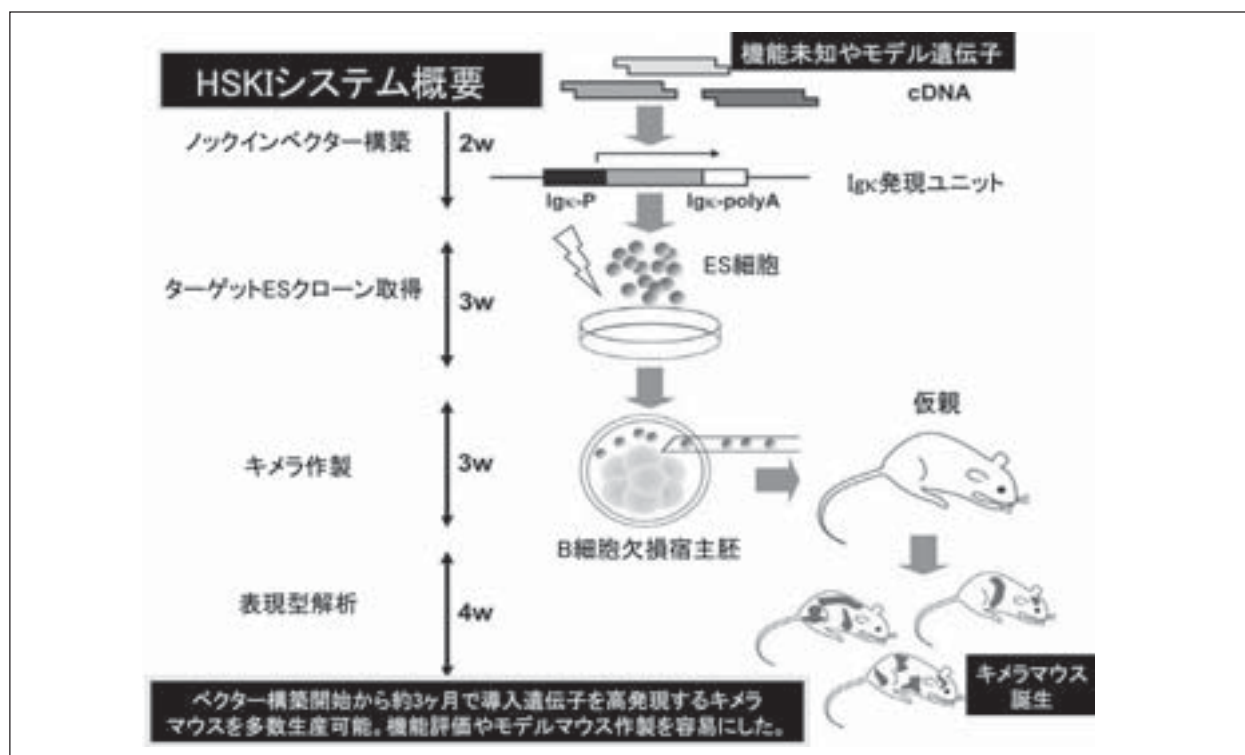 機能未知やモデル遺伝子
HSKIシステム概要
cDNA
ノックインベクター構築
2w
Igκ発現ユニット
Igκ-P
Igκ-polyA
ES細胞
ターゲットESクローン取得
3w
仮親
キメラ作製
3w
B細胞欠損宿主胚
表現型解析
4w
キメラマウス
誕生
ベクター構築開始から約3ヶ月で導入遺伝子を高発現するキメラ
マウスを多数生産可能。機能評価やモデルマウス作製を容易にした。